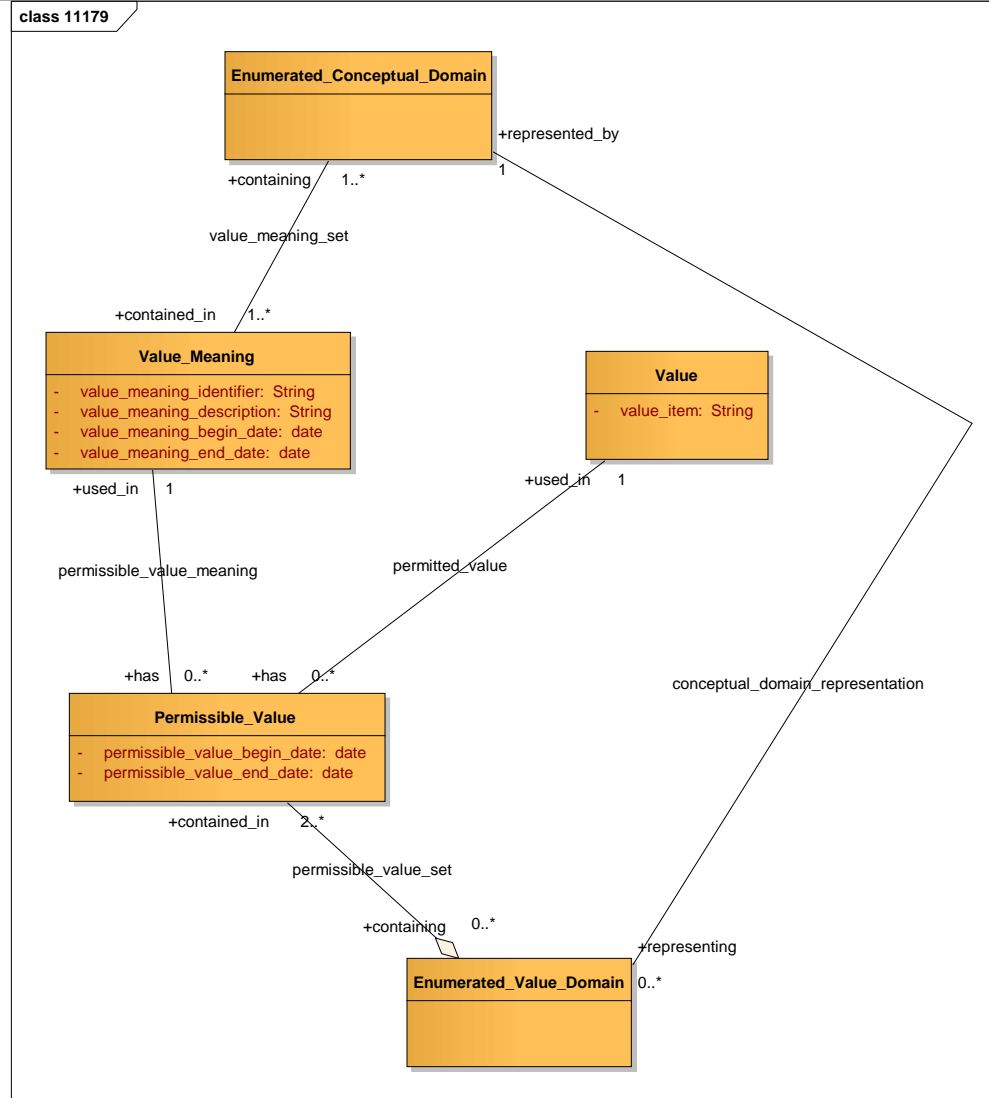 class 11179
Enumerated_Conceptual_Domain
+represented_by
1
+containing 1..*
value_meaning_set
+contained_in 1..*
Value_Meaning
- value_meaning_identifier: String
- value_meaning_description: String
- value_meaning_begin_date: date
- value_meaning_end_date: date
Value
- value_item: String
+used_in 1
+used_in 1
permissible_value_meaning
permitted_value
+has 0..*
+has 0..*
conceptual_domain_representation
Permissible_Value
- permissible_value_begin_date: date
- permissible_value_end_date: date
+contained_in 2..*
permissible_value_set
+containing 0..*
+representing
0..*
Enumerated_Value_Domain